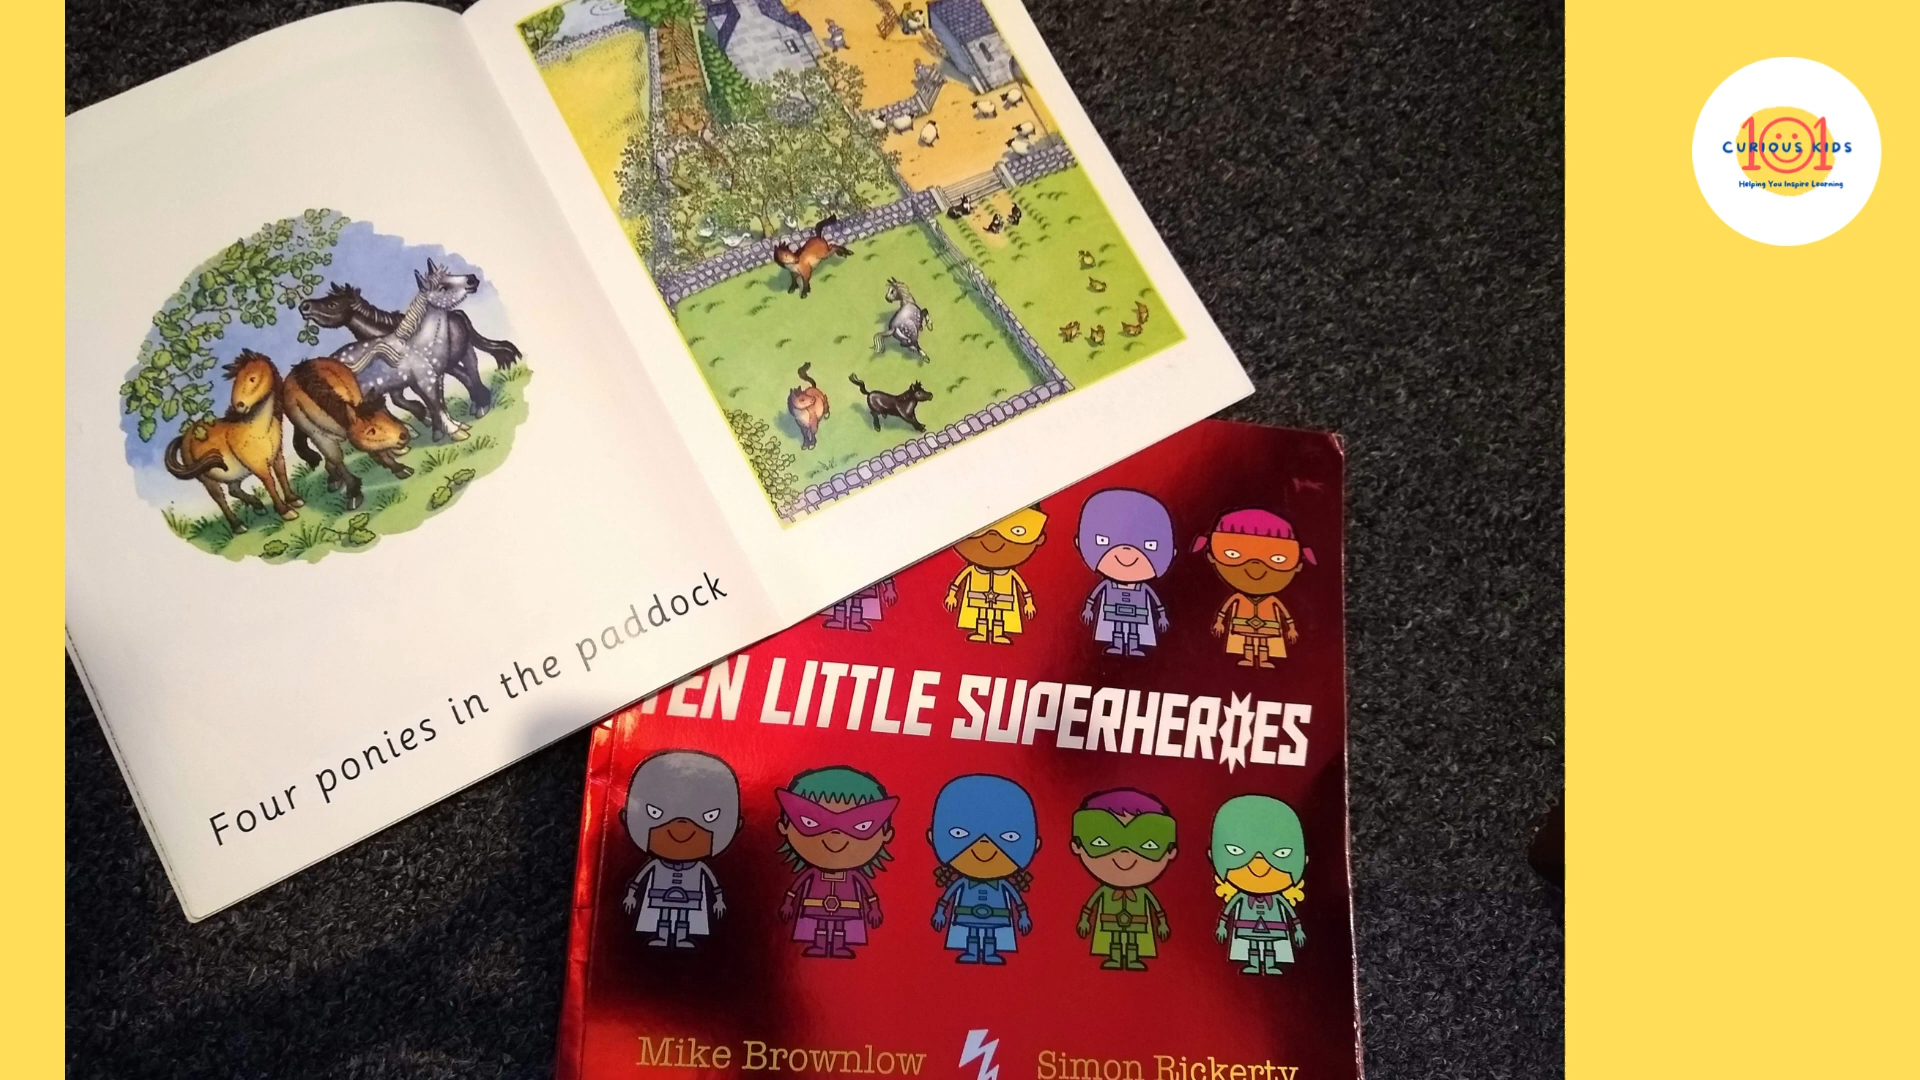 Four ponies in the paddock
TEN LITTLE SUPERHEROES
Mike Brownlow
Simon Rickerty
101
CURIOUS KIDS
Helping You Inspire Learning